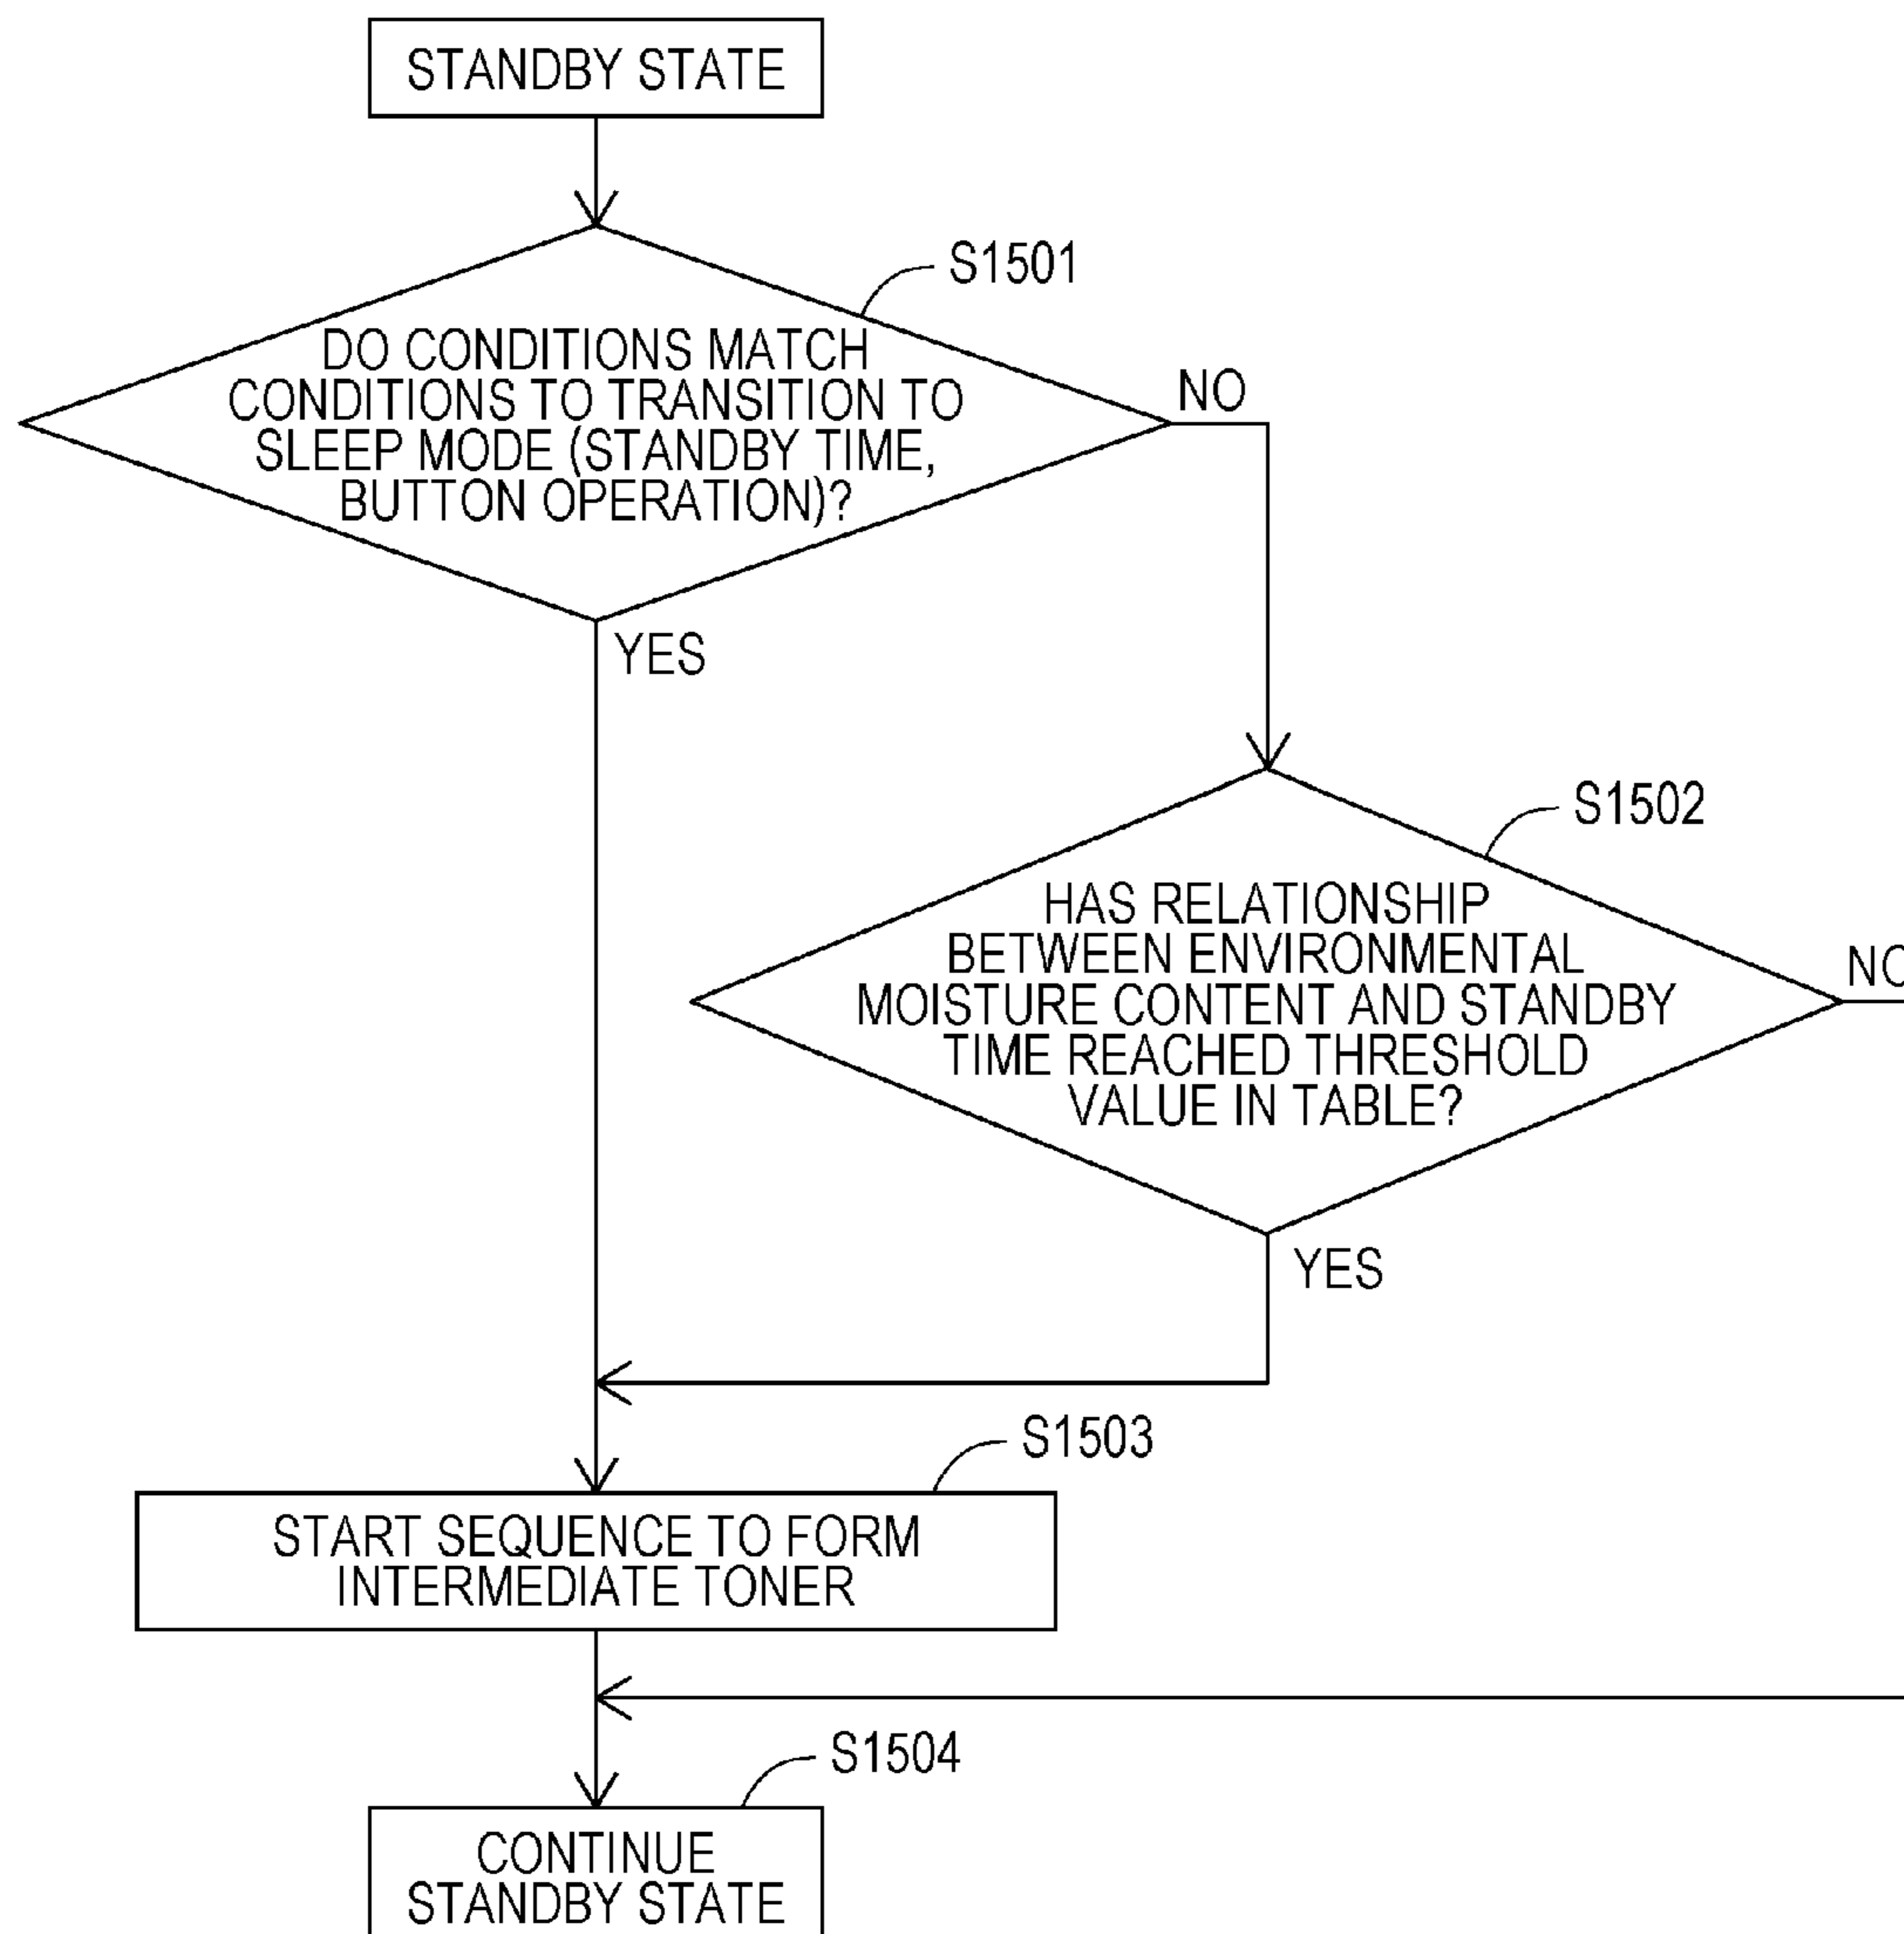 STANDBY STATE
S1501
DO CONDITIONS MATCH
CONDITIONS TO TRANSITION TO
SLEEP MODE (STANDBY TIME,
BUTTON OPERATION)?
NO
YES
S1502
HAS RELATIONSHIP
BETWEEN ENVIRONMENTAL
MOISTURE CONTENT AND STANDBY
TIME REACHED THRESHOLD
VALUE IN TABLE?
NO
YES
S1503
START SEQUENCE TO FORM
INTERMEDIATE TONER
S1504
CONTINUE
STANDBY STATE